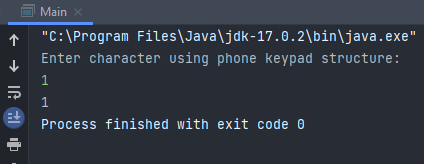 Main
"C:\Program Files\Java\jdk-17.0.2\bin\java.exe"
Enter character using phone keypad structure:
1
1
Process finished with exit code 0